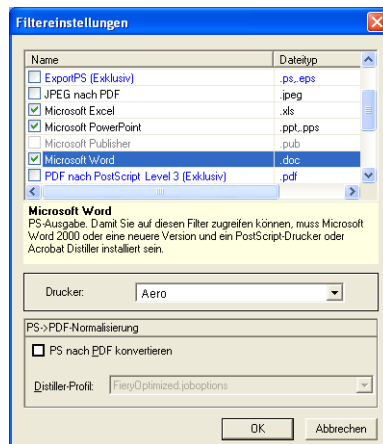 Filtereinstellungen
Name Dateityp
ExportPS (Exklusiv) .ps,.eps
JPEG nach PDF .jpeg
Microsoft Excel .xls
Microsoft PowerPoint .ppt,.pps
Microsoft Publisher .pub
Microsoft Word .doc
PDF nach PostScript Level 3 (Exklusiv) .pdf
Microsoft Word
PS-Ausgabe. Damit Sie auf diesen Filter zugreifen können, muss Microsoft
Word 2000 oder eine neuere Version und ein PostScript-Drucker oder
Acrobat Distiller installiert sein.
Drucker: Aero
PS->PDF-Normalisierung
PS nach PDF konvertieren
Distiller-Profil: FieryOptimized.joboptions
OK Abbrechen